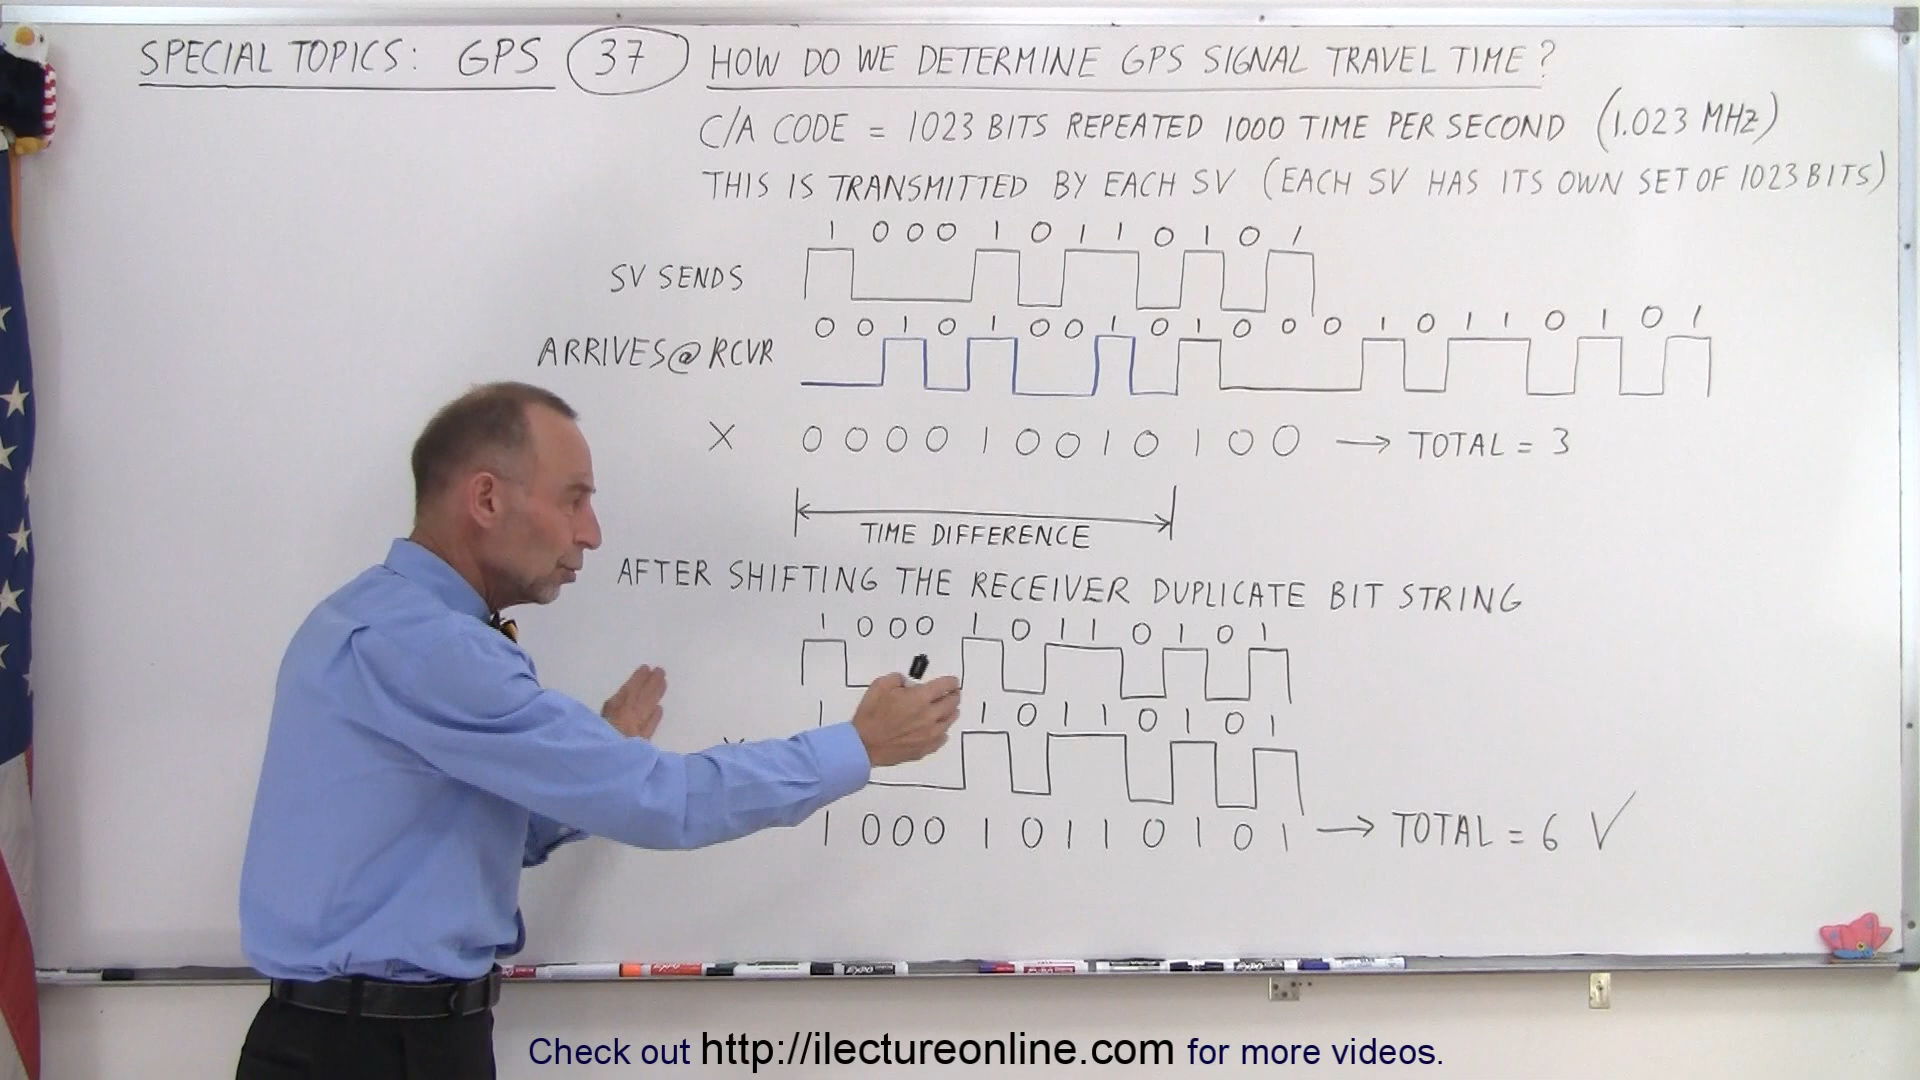 SPECIAL TOPICS: GPS 37 HOW DO WE DETERMINE GPS SIGNAL TRAVEL TIME?
C/A CODE = 1023 BITS REPEATED 1000 TIME PER SECOND (1.023 MHz)
THIS IS TRANSMITTED BY EACH SV (EACH SV HAS ITS OWN SET OF 1023 BITS)
1 0 0 0 1 0 1 1 0 1 0 1
SV SENDS
0 0 1 0 1 0 0 1 0 1 0 0 0 1 0 1 1 0 1 0 1
ARRIVES@RCVR
X 0 0 0 0 1 0 0 1 0 1 0 0 → TOTAL = 3
TIME DIFFERENCE
AFTER SHIFTING THE RECEIVER DUPLICATE BIT STRING
1 0 0 0 1 0 1 1 0 1 0 1
1 1 0 1 1 0 1 0 1
1 0 0 0 1 0 1 1 0 1 0 1 → TOTAL = 6 ✓
Check out http://ilectureonline.com for more videos.